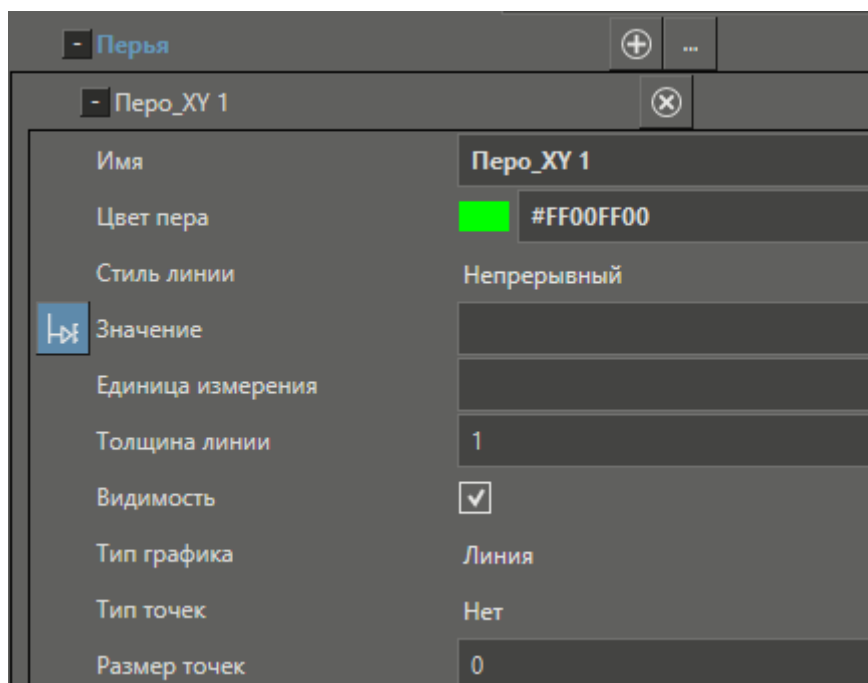 Перья
...
Перо_XY 1
Имя Перо_XY 1
Цвет пера #FF00FF00
Стиль линии Непрерывный
Значение
Единица измерения
Толщина линии 1
Видимость
Тип графика Линия
Тип точек Нет
Размер точек 0